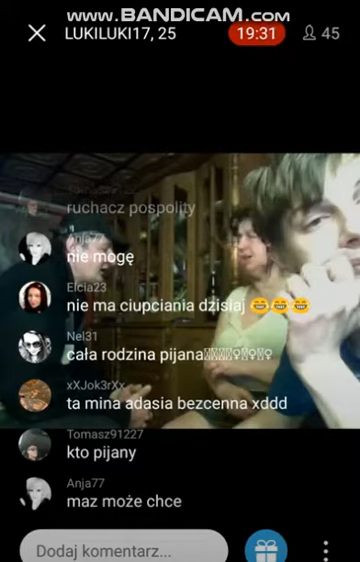 www.BANDICAM.com
LUKILUKI17, 25
19:31
45
ruchacz pospolity
Anja77
nie mogę
Elcia23
nie ma ciupciania dzisiaj 😂😂😂
Nel31
cała rodzina pijana
xXJok3rXx
ta mina adasia bezcenna xddd
Tomasz91227
kto pijany
Anja77
maz może chce
Dodaj komentarz...